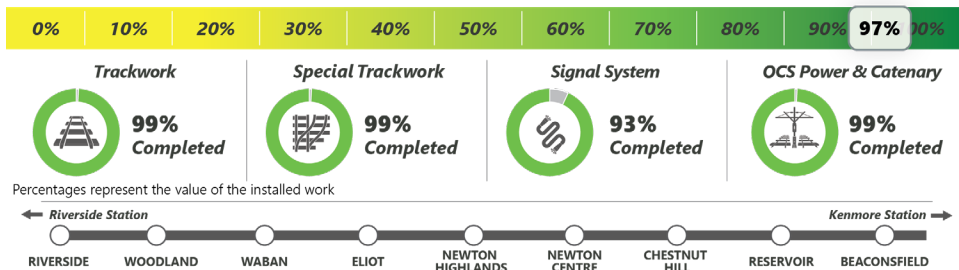 0% 10% 20% 30% 40% 50% 60% 70% 80% 90% 97% 00%
Trackwork Special Trackwork Signal System OCS Power & Catenary
99% 99% 93% 99%
Completed Completed Completed Completed
Percentages represent the value of the installed work
Riverside Station Kenmore Station
RIVERSIDE WOODLAND WABAN ELIOT NEWTON HIGHLANDS NEWTON CENTRE CHESTNUT HILL RESERVOIR BEACONSFIELD